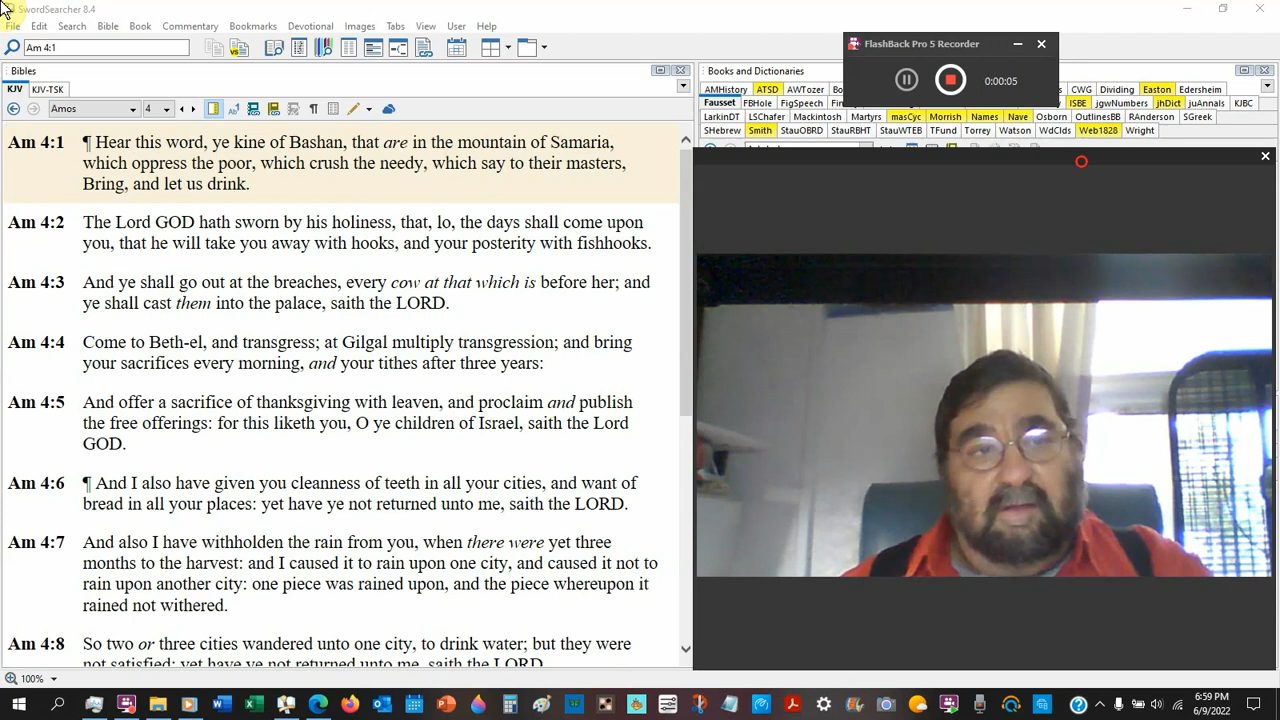 SwordSearcher 8.4
File Edit Search Bible Book Commentary Bookmarks Devotional Images Tabs View User Help
Am 4:1
FlashBack Pro 5 Recorder
0:00:05
Bibles
KJV KJV-TSK
Amos 4
Am 4:1 ¶ Hear this word, ye kine of Bashan, that are in the mountain of Samaria,
which oppress the poor, which crush the needy, which say to their masters,
Bring, and let us drink.
Am 4:2 The Lord GOD hath sworn by his holiness, that, lo, the days shall come upon
you, that he will take you away with hooks, and your posterity with fishhooks.
Am 4:3 And ye shall go out at the breaches, every cow at that which is before her; and
ye shall cast them into the palace, saith the LORD.
Am 4:4 Come to Beth-el, and transgress; at Gilgal multiply transgression; and bring
your sacrifices every morning, and your tithes after three years:
Am 4:5 And offer a sacrifice of thanksgiving with leaven, and proclaim and publish
the free offerings: for this liketh you, O ye children of Israel, saith the Lord
GOD.
Am 4:6 ¶ And I also have given you cleanness of teeth in all your cities, and want of
bread in all your places: yet have ye not returned unto me, saith the LORD.
Am 4:7 And also I have withholden the rain from you, when there were yet three
months to the harvest: and I caused it to rain upon one city, and caused it not to
rain upon another city: one piece was rained upon, and the piece whereupon it
rained not withered.
Am 4:8 So two or three cities wandered unto one city, to drink water; but they were
not satisfied: yet have ye not returned unto me, saith the LORD.
100%
Books and Dictionaries
AMHistory ATSD AWTozer CWG Dividing Easton Edersheim
Fausset FBHole FigSpeech ISBE jgwNumbers jhDict juAnnals KJBC
LarkinDT LSChafer Mackintosh Martyrs masCyc Morrish Names Nave Osborn OutlinesBB RAnderson SGreek
SHebrew Smith StauOBRD StauRBHT StauWTEB TFund Torrey Watson WdClds Web1828 Wright
6:59 PM
6/9/2022